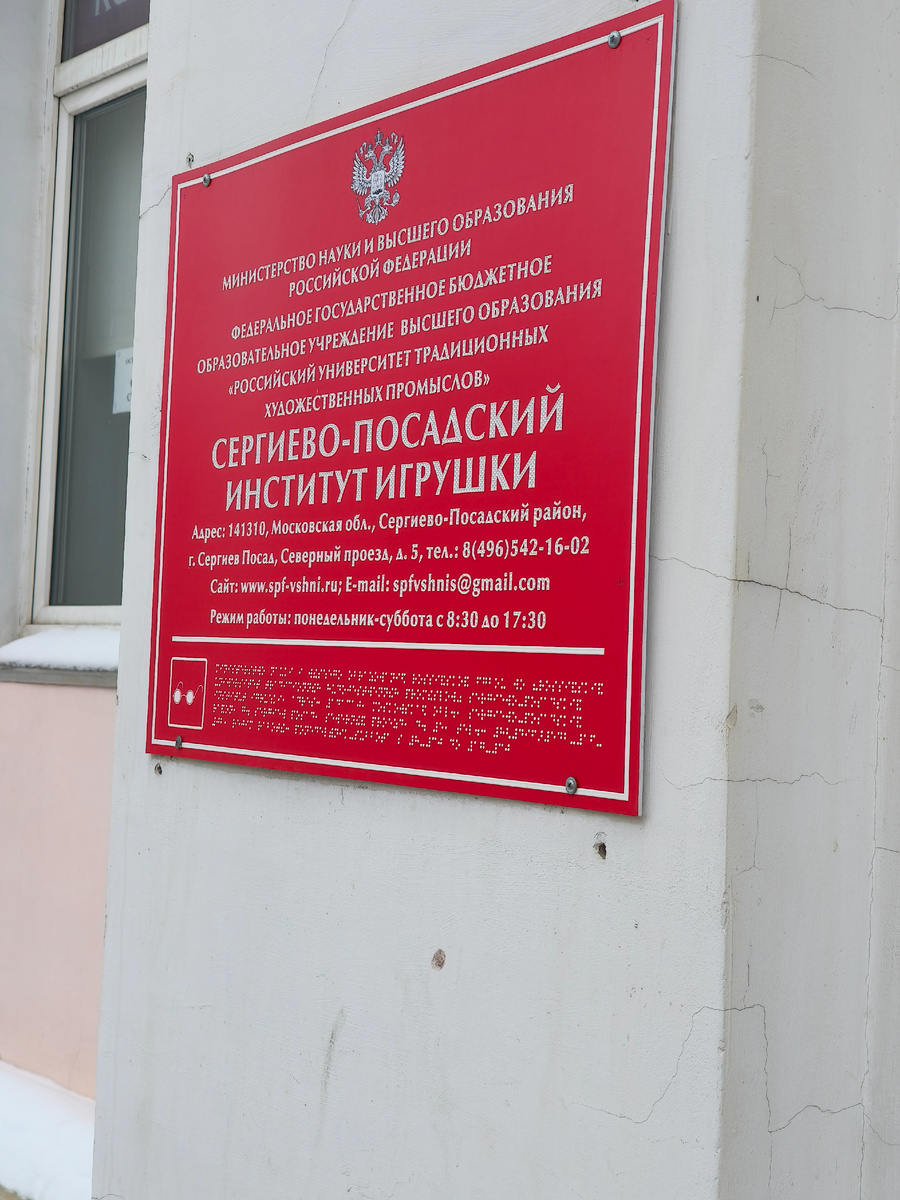 МИНИСТЕРСТВО НАУКИ И ВЫСШЕГО ОБРАЗОВАНИЯ
РОССИЙСКОЙ ФЕДЕРАЦИИ
ФЕДЕРАЛЬНОЕ ГОСУДАРСТВЕННОЕ БЮДЖЕТНОЕ
ОБРАЗОВАТЕЛЬНОЕ УЧРЕЖДЕНИЕ ВЫСШЕГО ОБРАЗОВАНИЯ
«РОССИЙСКИЙ УНИВЕРСИТЕТ ТРАДИЦИОННЫХ
ХУДОЖЕСТВЕННЫХ ПРОМЫСЛОВ»
СЕРГИЕВО-ПОСАДСКИЙ
ИНСТИТУТ ИГРУШКИ
Адрес: 141310, Московская обл., Сергиево-Посадский район,
г. Сергиев Посад, Северный проезд, д. 5, тел.: 8(496)542-16-02
Сайт: www.spf-vshni.ru; E-mail: spfvshnis@gmail.com
Режим работы: понедельник-суббота с 8:30 до 17:30